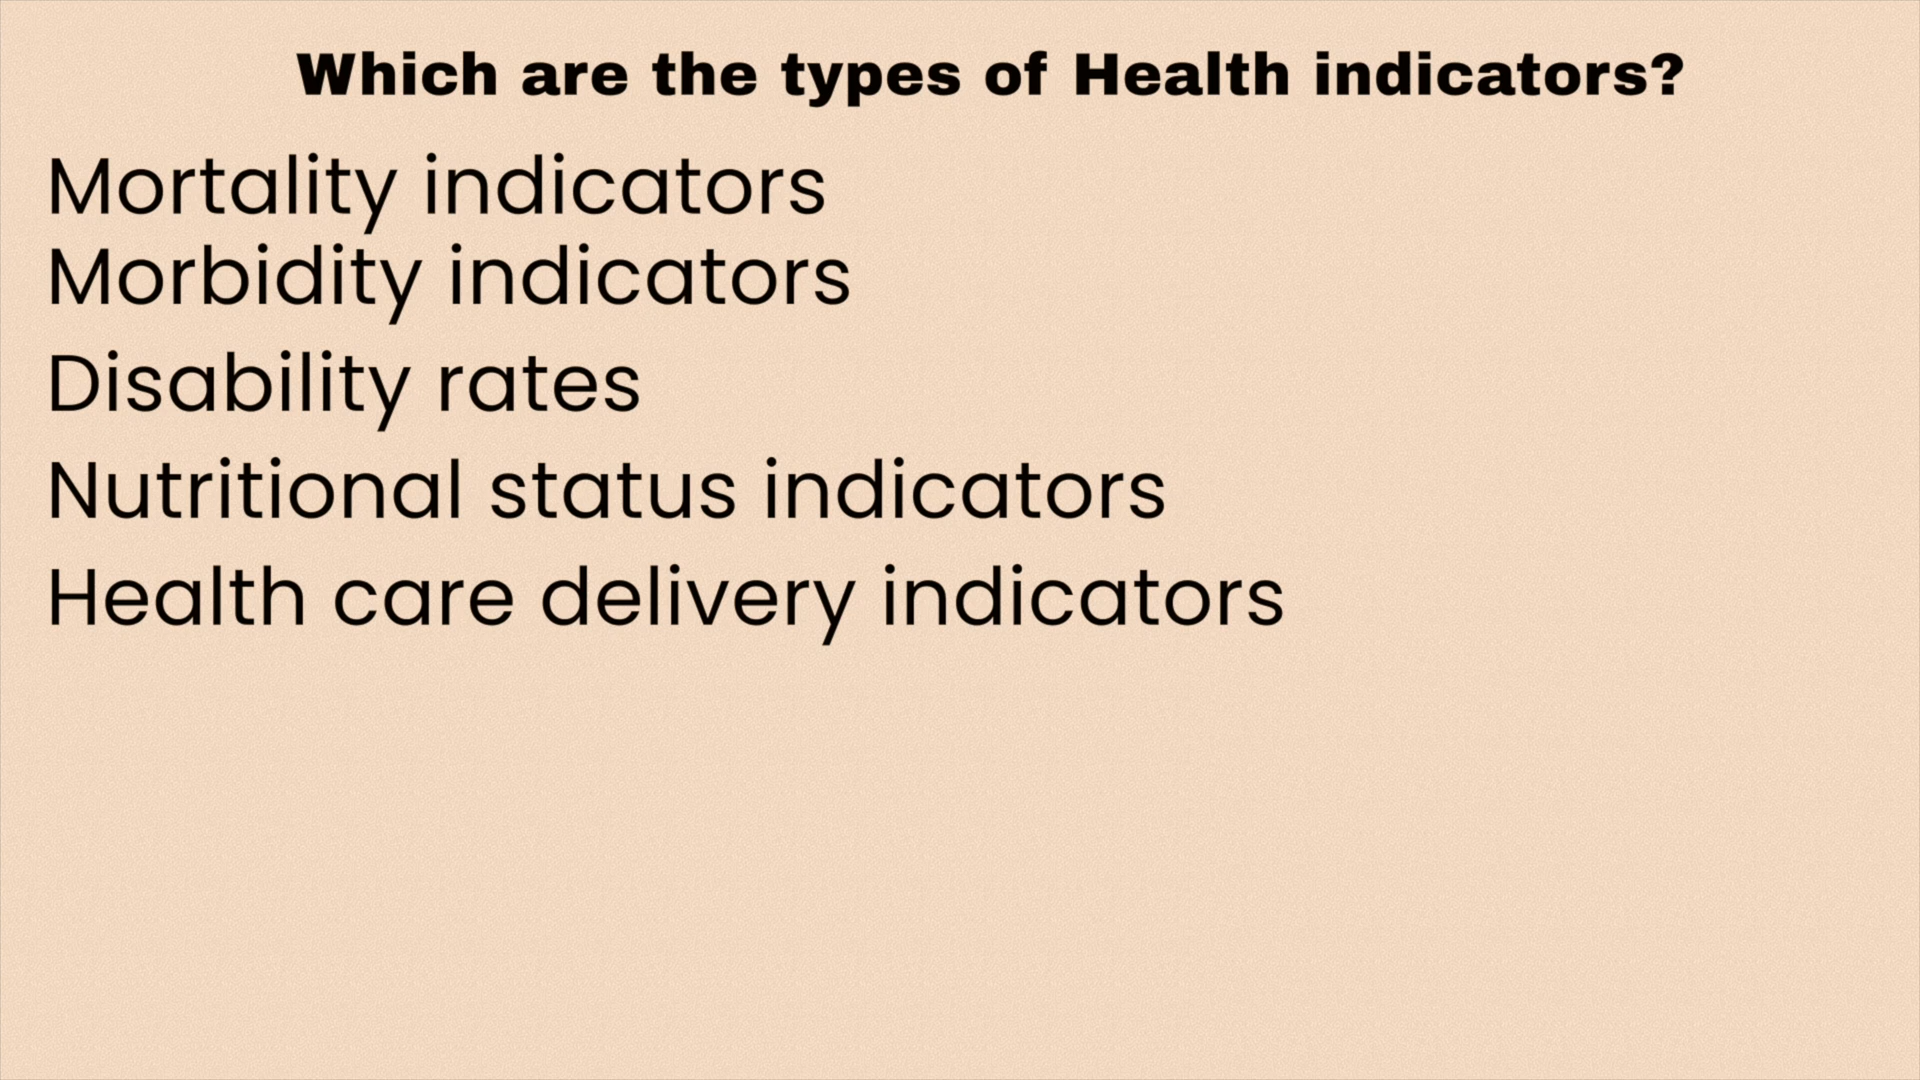 Which are the types of Health indicators?
Mortality indicators
Morbidity indicators
Disability rates
Nutritional status indicators
Health care delivery indicators